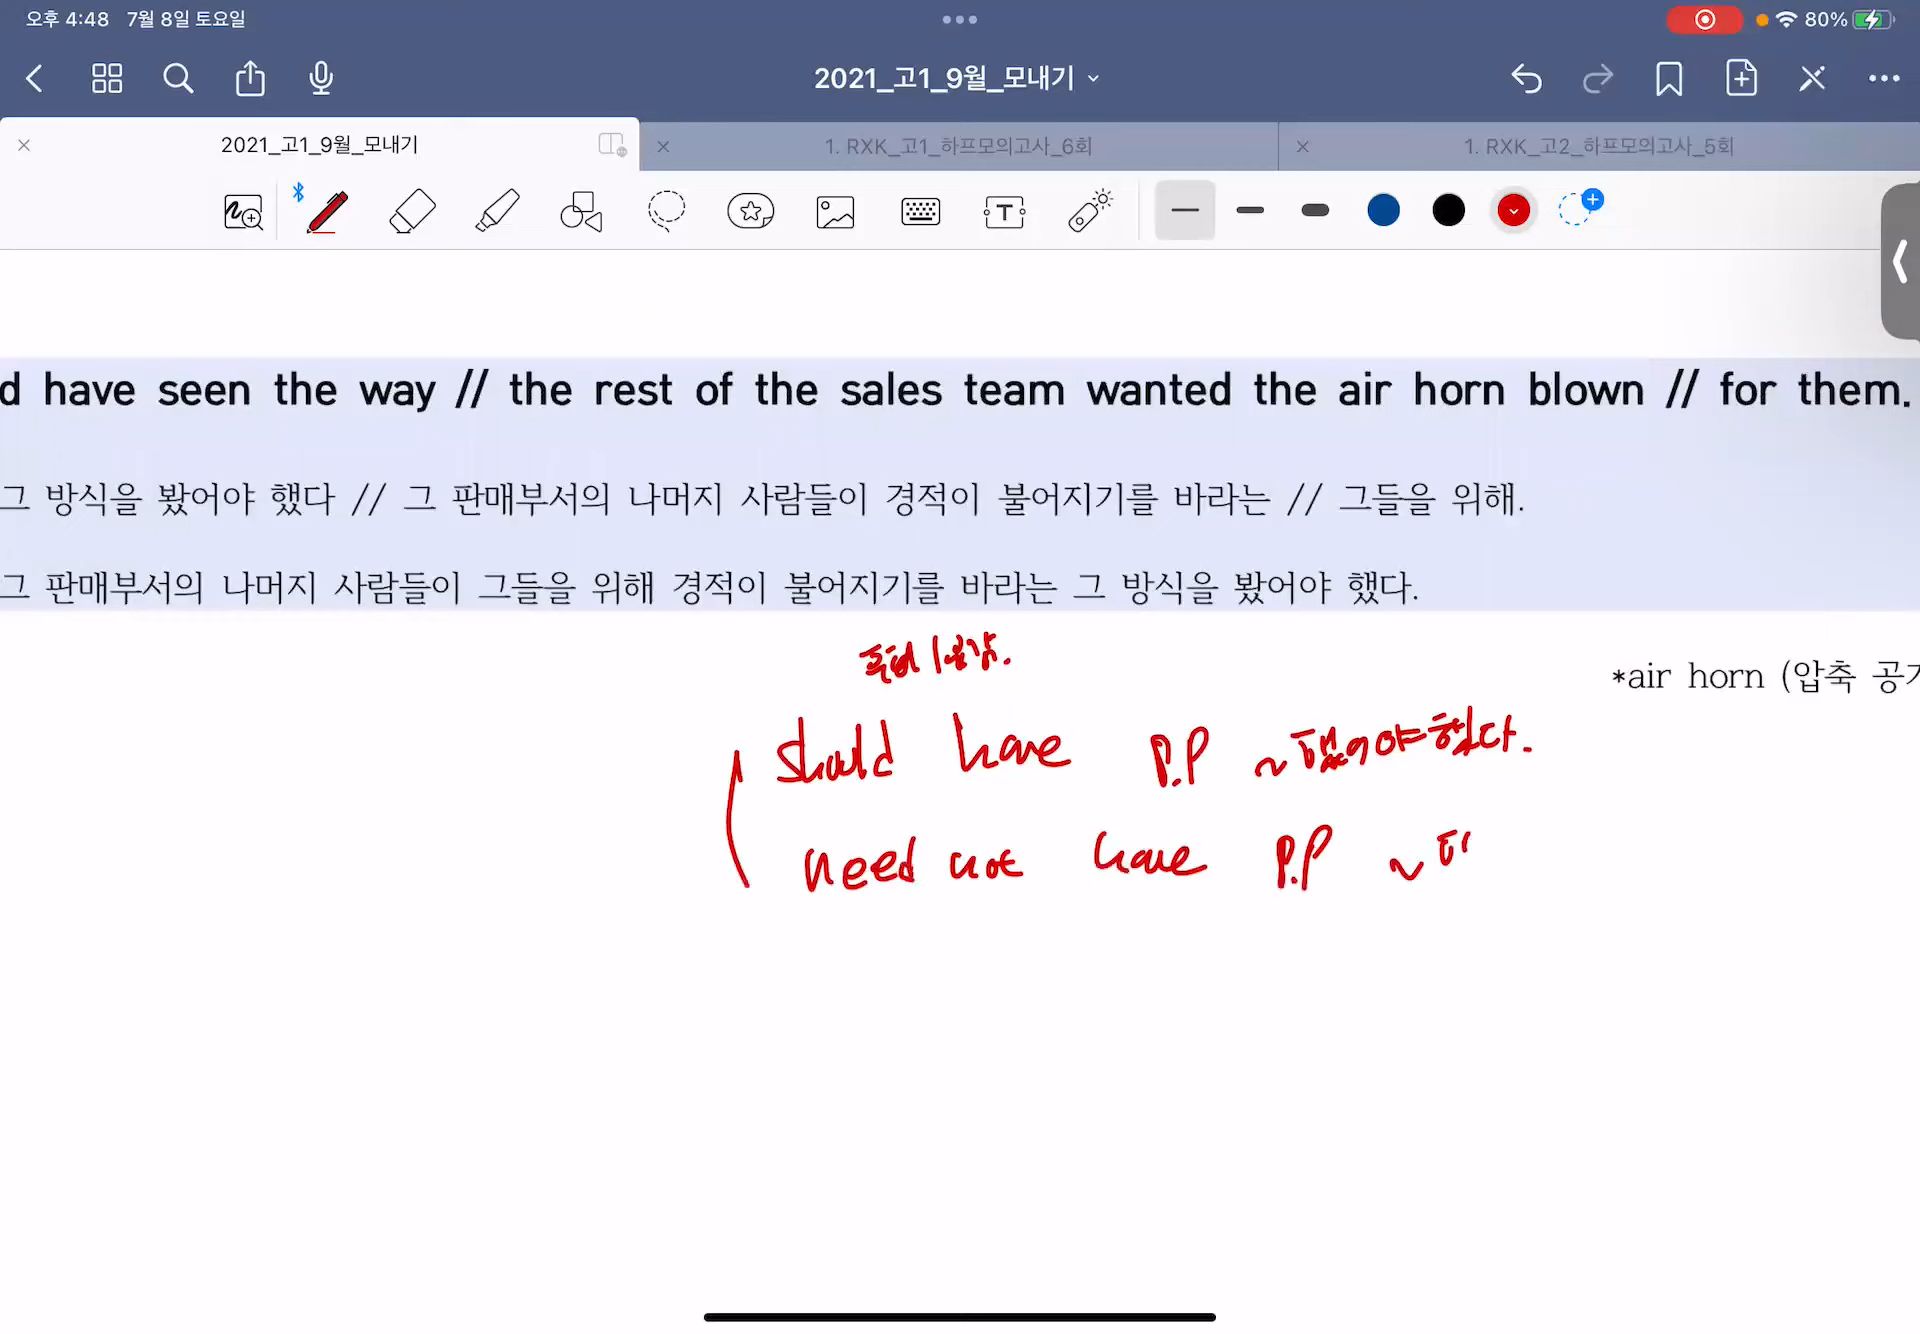 오후 4:48 7월 8일 토요일
80%
2021_고1_9월_모내기
2021_고1_9월_모내기
1. RXK_고1_하프모의고사_6회
1. RXK_고2_하프모의고사_5회
d have seen the way // the rest of the sales team wanted the air horn blown // for them.
그 방식을 봤어야 했다 // 그 판매부서의 나머지 사람들이 경적이 불어지기를 바라는 // 그들을 위해.
그 판매부서의 나머지 사람들이 그들을 위해 경적이 불어지기를 바라는 그 방식을 봤어야 했다.
*air horn (압축 공기
should have P.P ~했어야했다.
need not have P.P ~